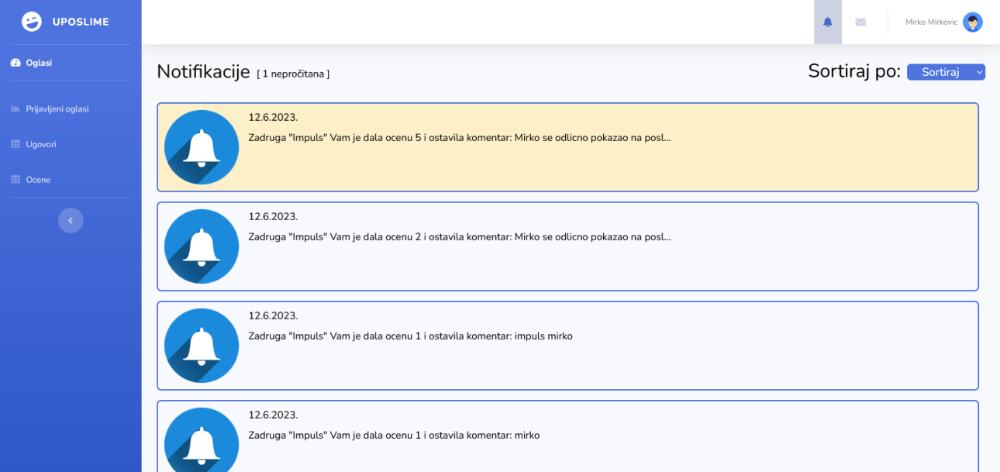 UPOSLIME
Oglasi
Prijavljeni oglasi
Ugovori
Ocene
Mirko Mirkovic
Notifikacije [ 1 nepročitana ]
Sortiraj po: Sortiraj
12.6.2023.
Zadruga "Impuls" Vam je dala ocenu 5 i ostavila komentar: Mirko se odlicno pokazao na posl...
12.6.2023.
Zadruga "Impuls" Vam je dala ocenu 2 i ostavila komentar: Mirko se odlicno pokazao na posl...
12.6.2023.
Zadruga "Impuls" Vam je dala ocenu 1 i ostavila komentar: impuls mirko
12.6.2023.
Zadruga "Impuls" Vam je dala ocenu 1 i ostavila komentar: mirko